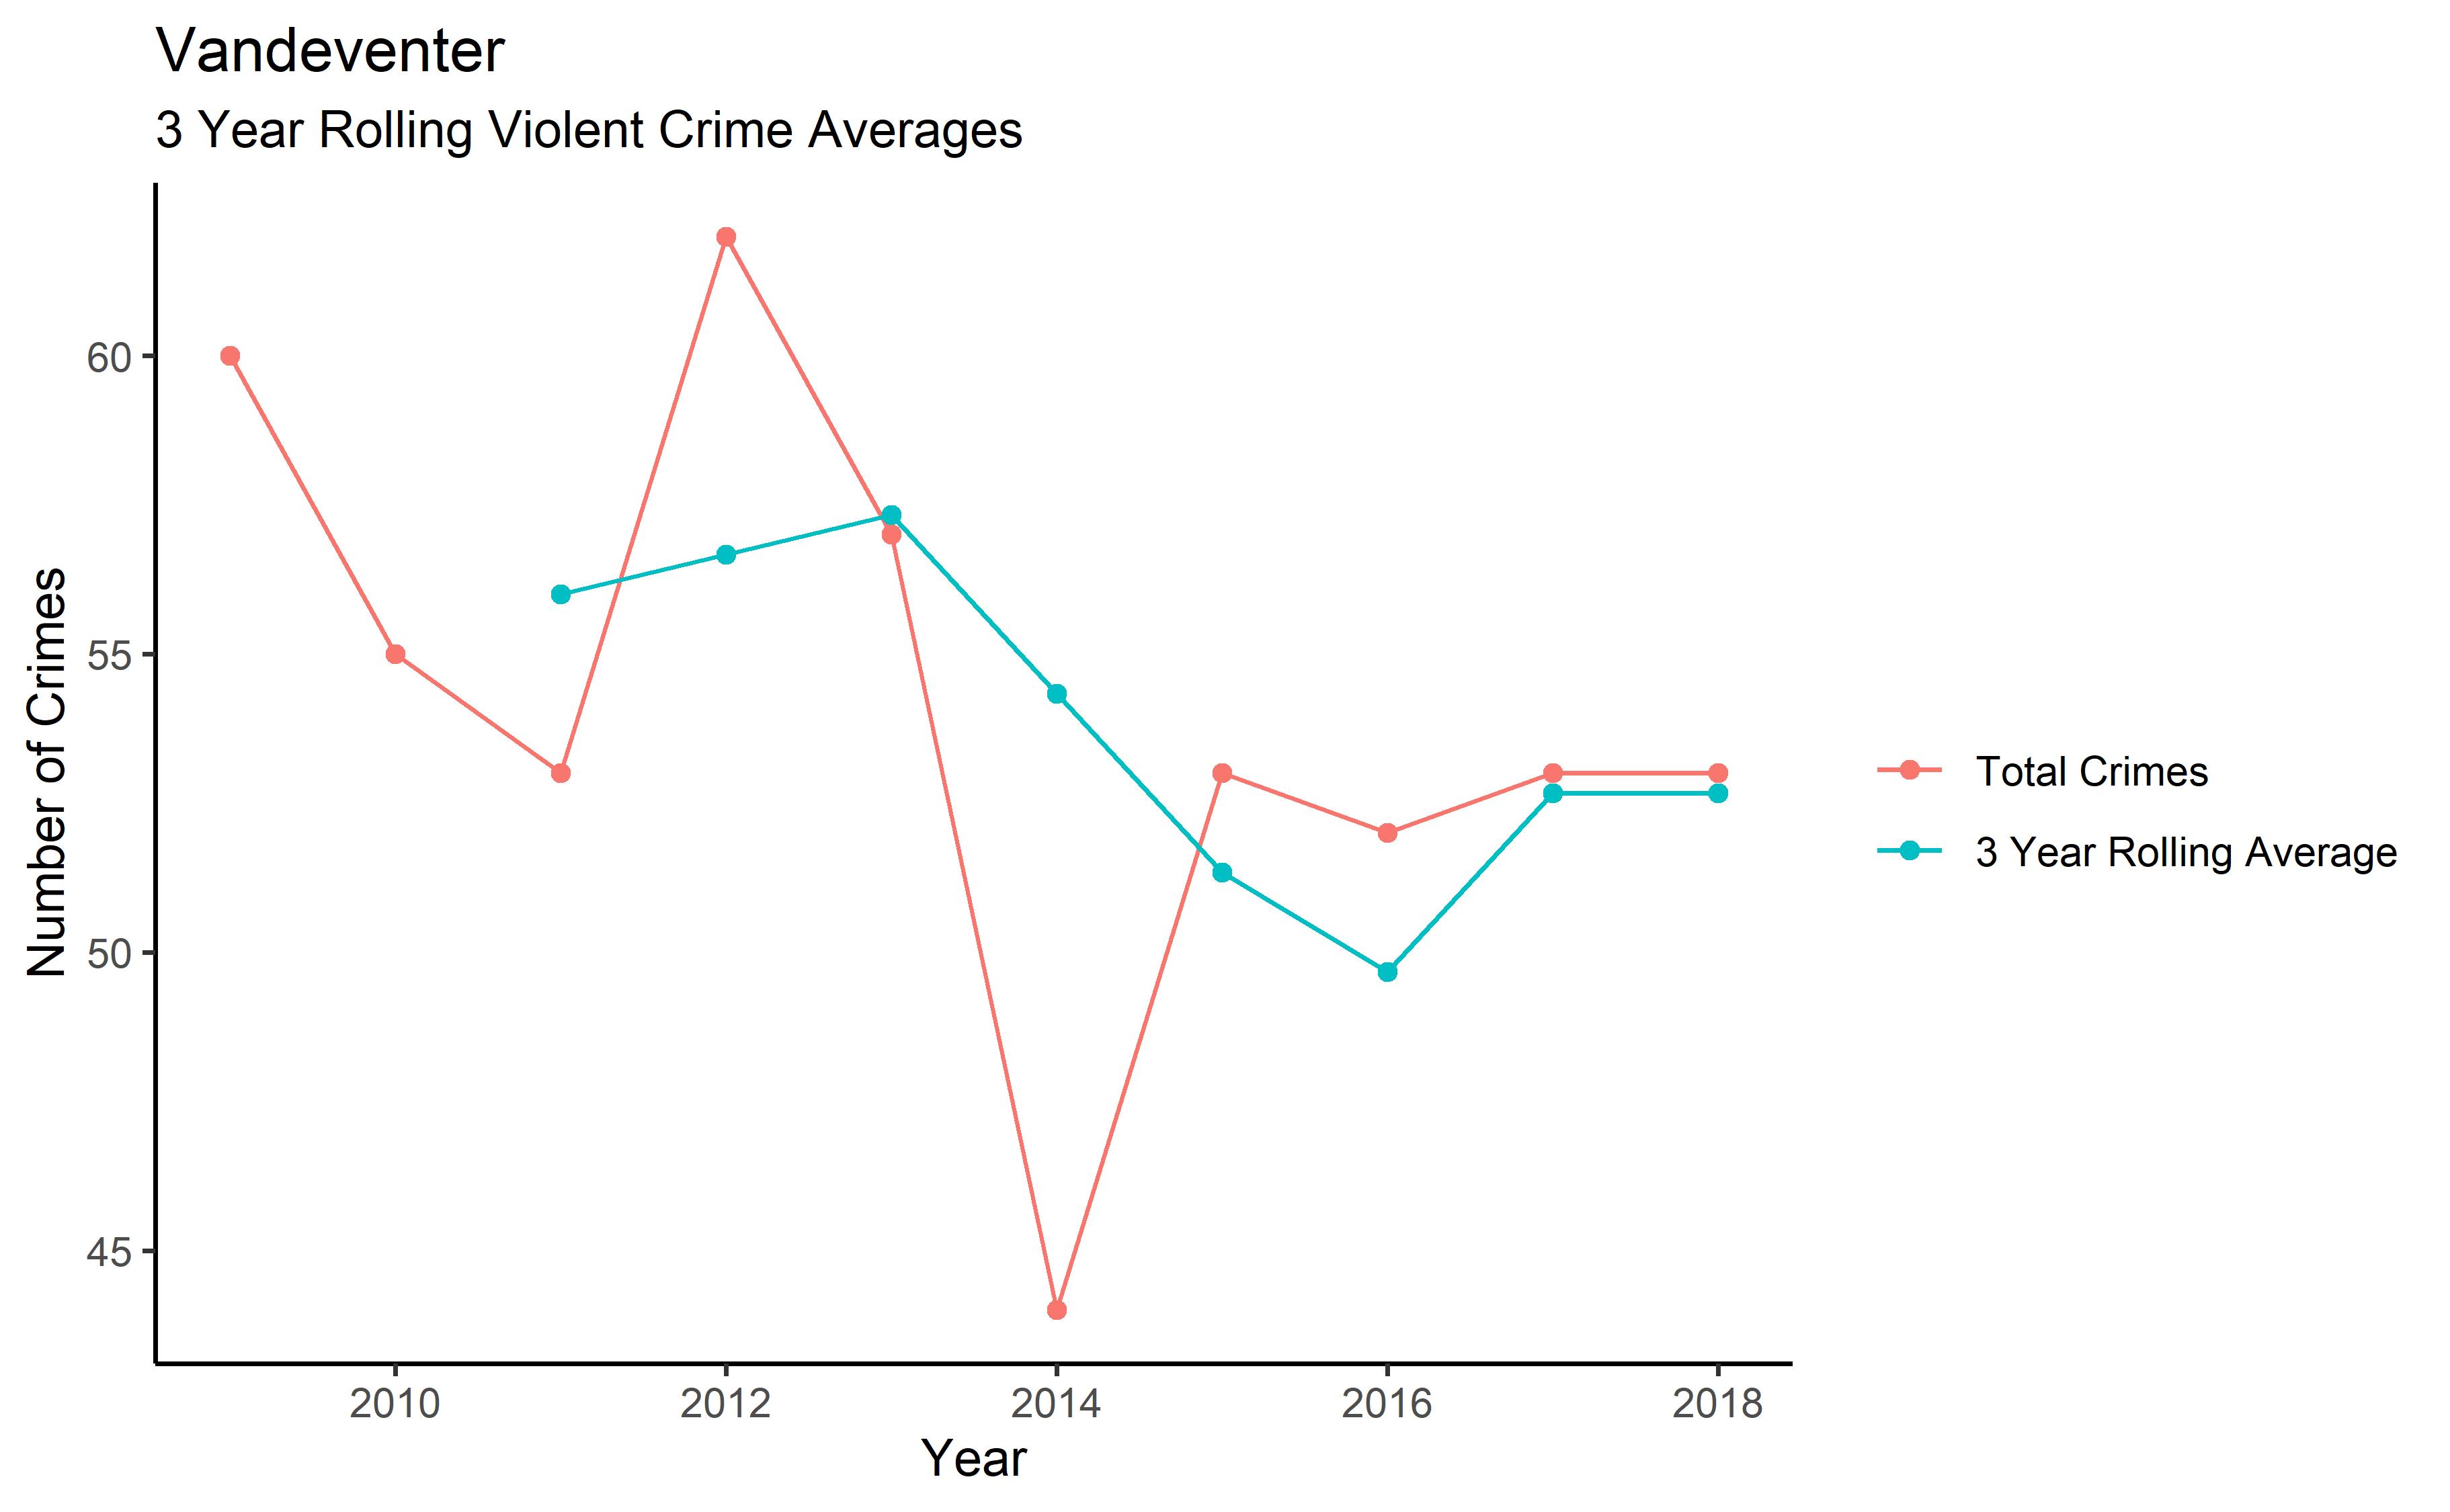 Vandeventer
3 Year Rolling Violent Crime Averages
Number of Crimes
60
55
50
45
2010
2012
2014
2016
2018
Year
Total Crimes
3 Year Rolling Average